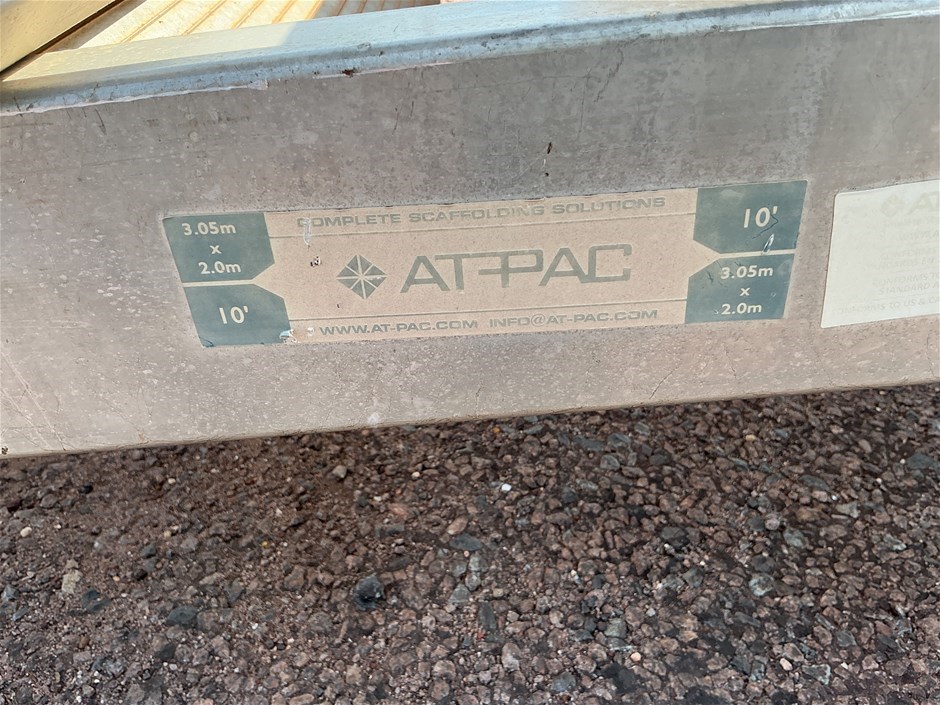 3.05m
x
2.0m
10'
COMPLETE SCAFFOLDING SOLUTIONS
AT-PAC
WWW.AT-PAC.COM INFO@AT-PAC.COM
10'
3.05m
x
2.0m